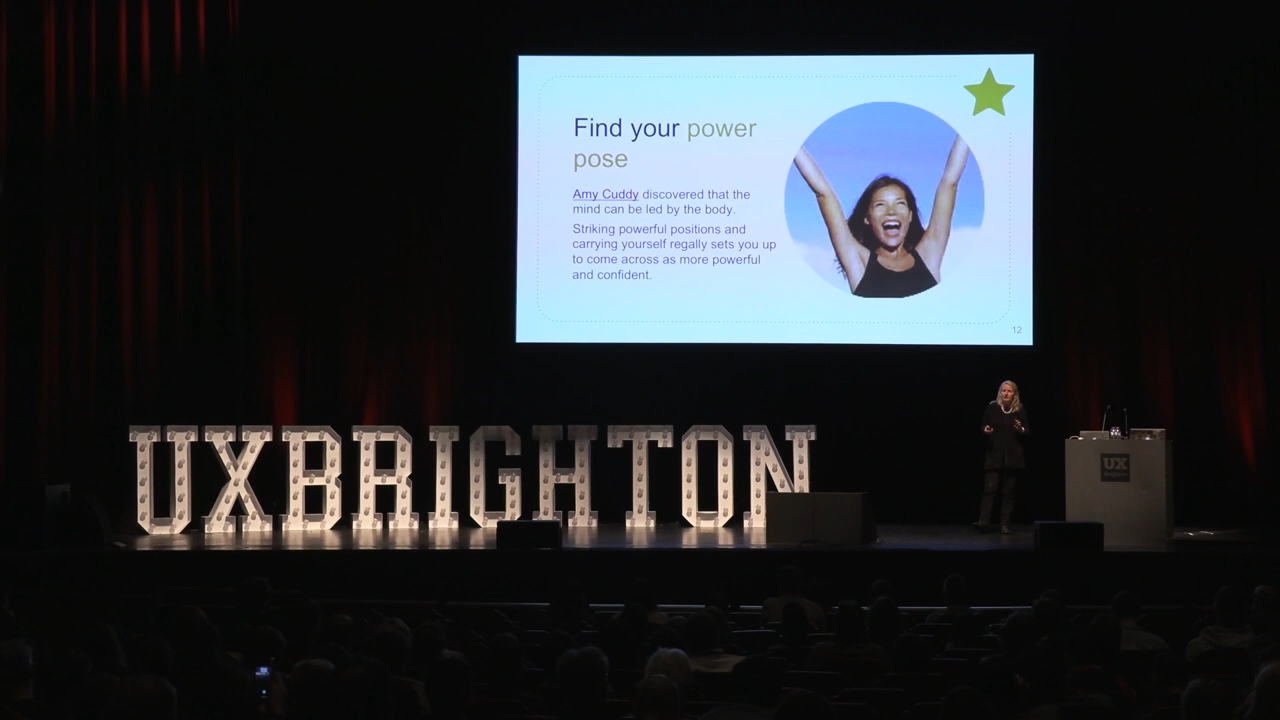 Find your power
pose
Amy Cuddy discovered that the
mind can be led by the body.
Striking powerful positions and
carrying yourself regally sets you up
to come across as more powerful
and confident.
12
UXBRIGHTON
UX